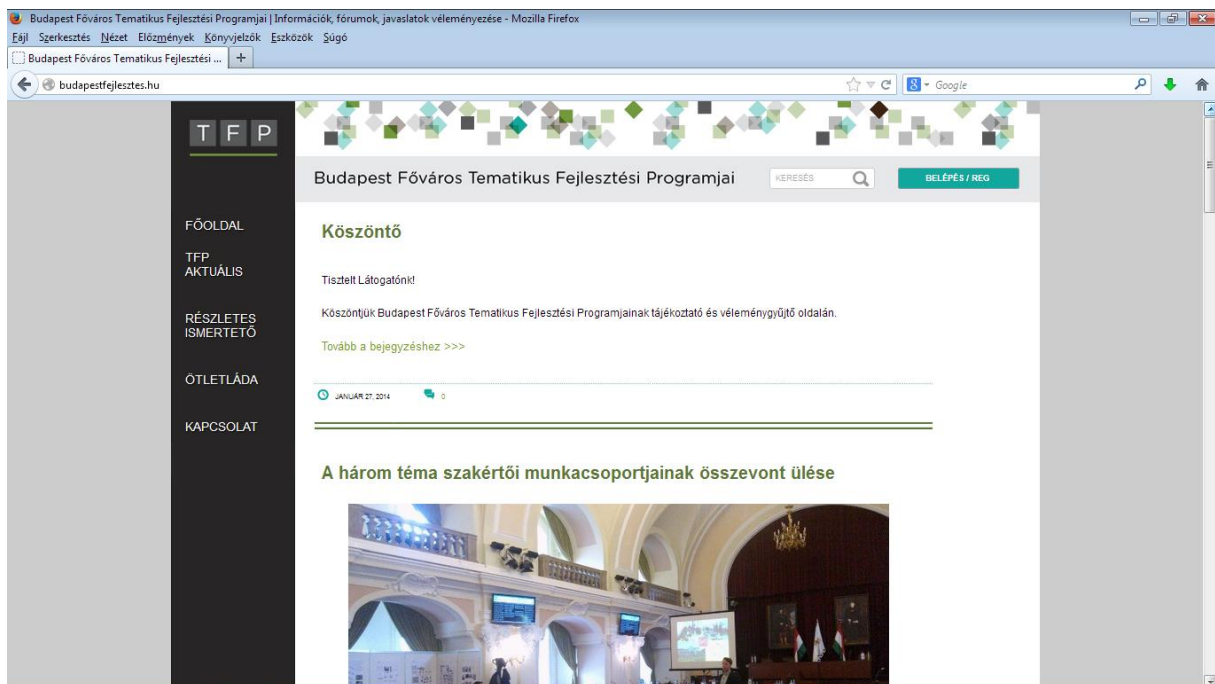 Budapest Főváros Tematikus Fejlesztési Programjai | Információk, fórumok, javaslatok véleményezése - Mozilla Firefox
Fájl Szerkesztés Nézet Előzmények Könyvjelzők Eszközök Súgó
Budapest Főváros Tematikus Fejlesztési ... +
budapestfejlesztes.hu
8 Google
T F P
Budapest Főváros Tematikus Fejlesztési Programjai
KERESÉS
BELÉPÉS / REG
FŐOLDAL
TFP
AKTUÁLIS
RÉSZLETES
ISMERTETŐ
ÖTLETLÁDA
KAPCSOLAT
Köszöntő
Tisztelt Látogatónk!
Köszöntjük Budapest Főváros Tematikus Fejlesztési Programjainak tájékoztató és véleménygyűjtő oldalán.
Tovább a bejegyzéshez >>>
JANUÁR 27, 2014 0
A három téma szakértői munkacsoportjainak összevont ülése